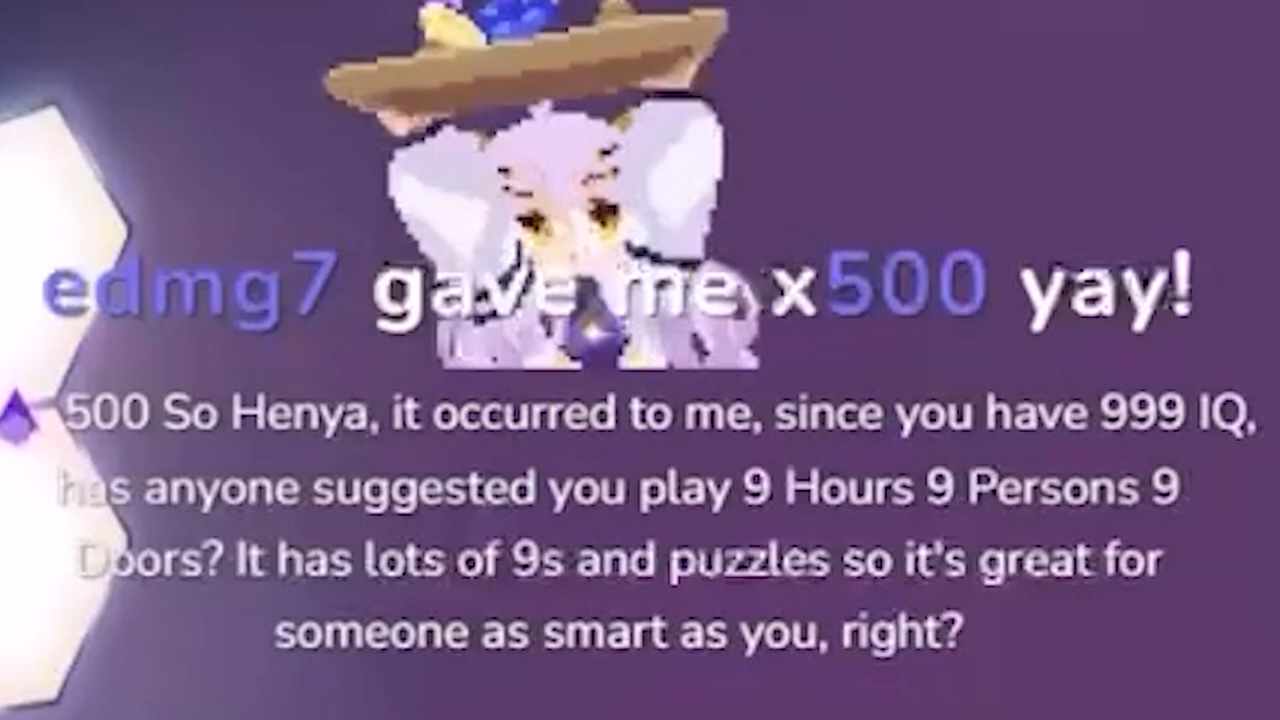 edmg7 gave me x500 yay!
500 So Henya, it occurred to me, since you have 999 IQ,
has anyone suggested you play 9 Hours 9 Persons 9
Doors? It has lots of 9s and puzzles so it's great for
someone as smart as you, right?